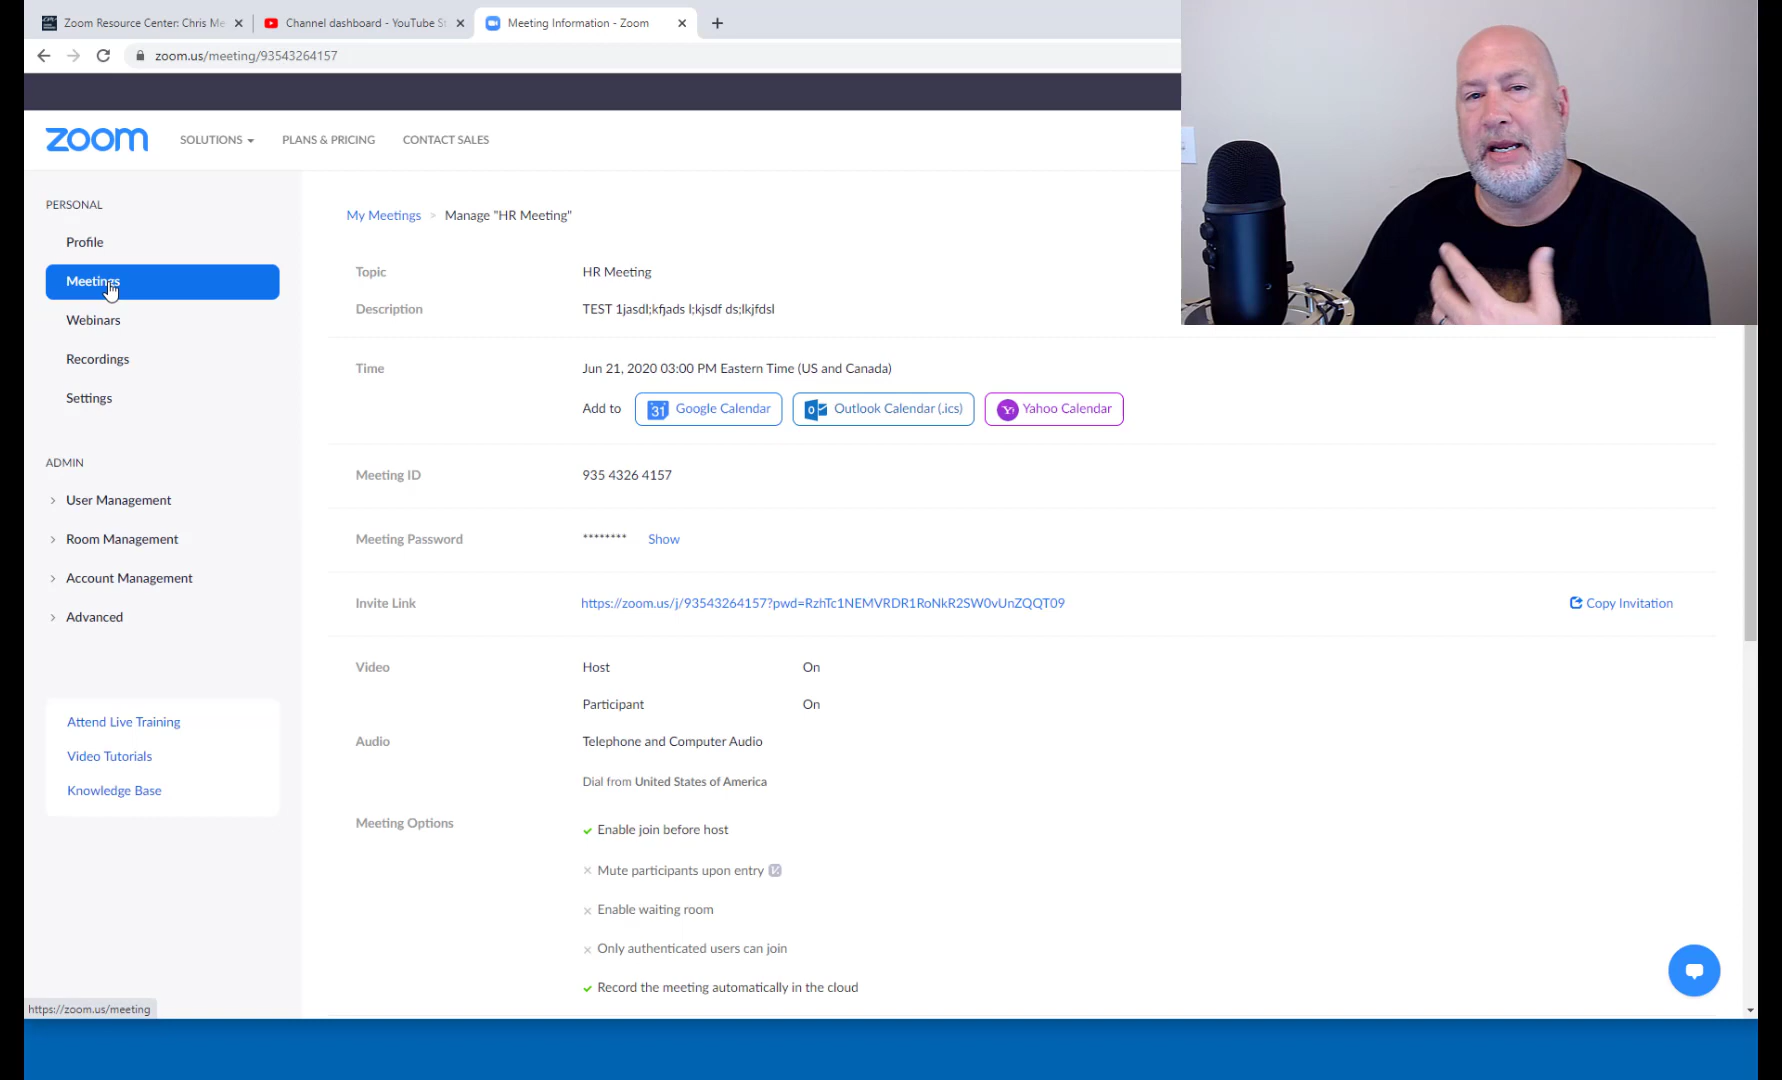 Zoom Resource Center: Chris Me
Channel dashboard - YouTube St
Meeting Information - Zoom
zoom.us/meeting/93543264157
zoom
SOLUTIONS
PLANS & PRICING
CONTACT SALES
PERSONAL
Profile
Meetings
Webinars
Recordings
Settings
ADMIN
User Management
Room Management
Account Management
Advanced
Attend Live Training
Video Tutorials
Knowledge Base
My Meetings > Manage "HR Meeting"
Topic HR Meeting
Description TEST 1jasdl;kfjads l;kjsdf ds;lkjfdsl
Time Jun 21, 2020 03:00 PM Eastern Time (US and Canada)
Add to 31 Google Calendar Outlook Calendar (.ics) Yahoo Calendar
Meeting ID 935 4326 4157
Meeting Password ******** Show
Invite Link https://zoom.us/j/93543264157?pwd=RzhTc1NEMVRDR1RoNkR2SW0vUnZQQT09 Copy Invitation
Video Host On
Participant On
Audio Telephone and Computer Audio
Dial from United States of America
Meeting Options
Enable join before host
Mute participants upon entry
Enable waiting room
Only authenticated users can join
Record the meeting automatically in the cloud
https://zoom.us/meeting